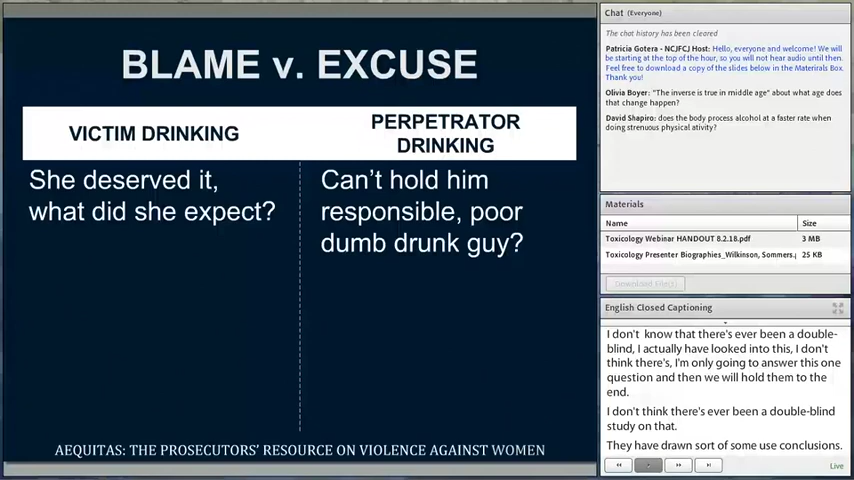 BLAME v. EXCUSE
VICTIM DRINKING
PERPETRATOR
DRINKING
She deserved it,
what did she expect?
Can't hold him
responsible, poor
dumb drunk guy?
AEQUITAS: THE PROSECUTORS' RESOURCE ON VIOLENCE AGAINST WOMEN
Chat (Everyone)
The chat history has been cleared
Patricia Gotera - NCJFCJ Host: Hello, everyone and welcome! We will
be starting at the top of the hour, so you will not hear audio until then.
Feel free to download a copy of the slides below in the Materirals Box.
Thank you!
Olivia Boyer: "The inverse is true in middle age" about what age does
that change happen?
David Shapiro: does the body process alcohol at a faster rate when
doing strenuous physical ativity?
Materials
Name Size
Toxicology Webinar HANDOUT 8.2.18.pdf 3 MB
Toxicology Presenter Biographies_Wilkinson, Sommers.p 25 KB
Download File(s)
English Closed Captioning
I don't know that there's ever been a double-
blind, I actually have looked into this, I don't
think there's, I'm only going to answer this one
question and then we will hold them to the
end.
I don't think there's ever been a double-blind
study on that.
They have drawn sort of some use conclusions.
Live